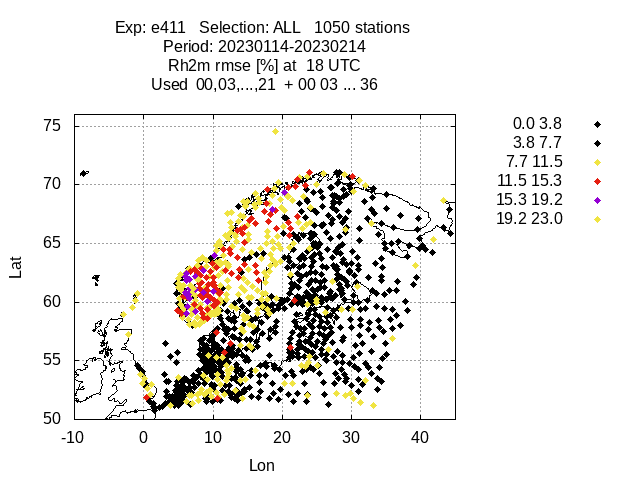 Exp: e411   Selection: ALL   1050 stations
Period: 20230114-20230214
Rh2m rmse [%] at  18 UTC
Used  00,03,...,21  + 00 03 ... 36
75
70
65
60
55
50
Lat
-10 0 10 20 30 40
Lon
0.0 3.8
3.8 7.7
7.7 11.5
11.5 15.3
15.3 19.2
19.2 23.0